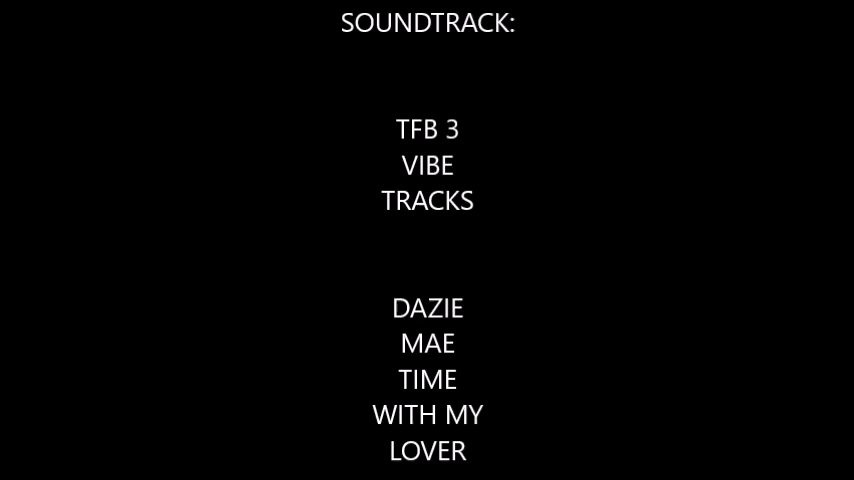 SOUNDTRACK:
TFB 3
VIBE
TRACKS
DAZIE
MAE
TIME
WITH MY
LOVER